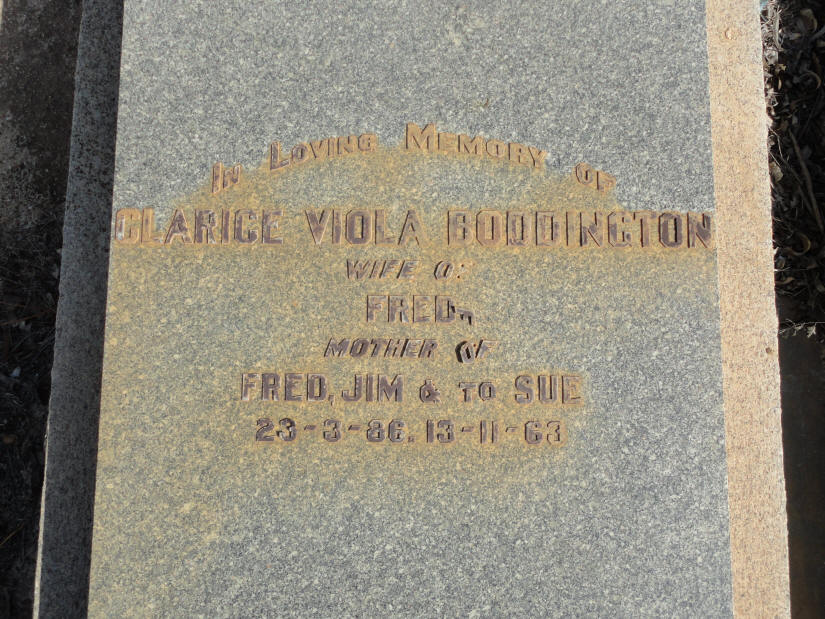 In Loving Memory of
CLARICE VIOLA BODDINGTON
WIFE OF
FRED,
MOTHER OF
FRED, JIM & TO SUE
23-3-86. 13-11-63